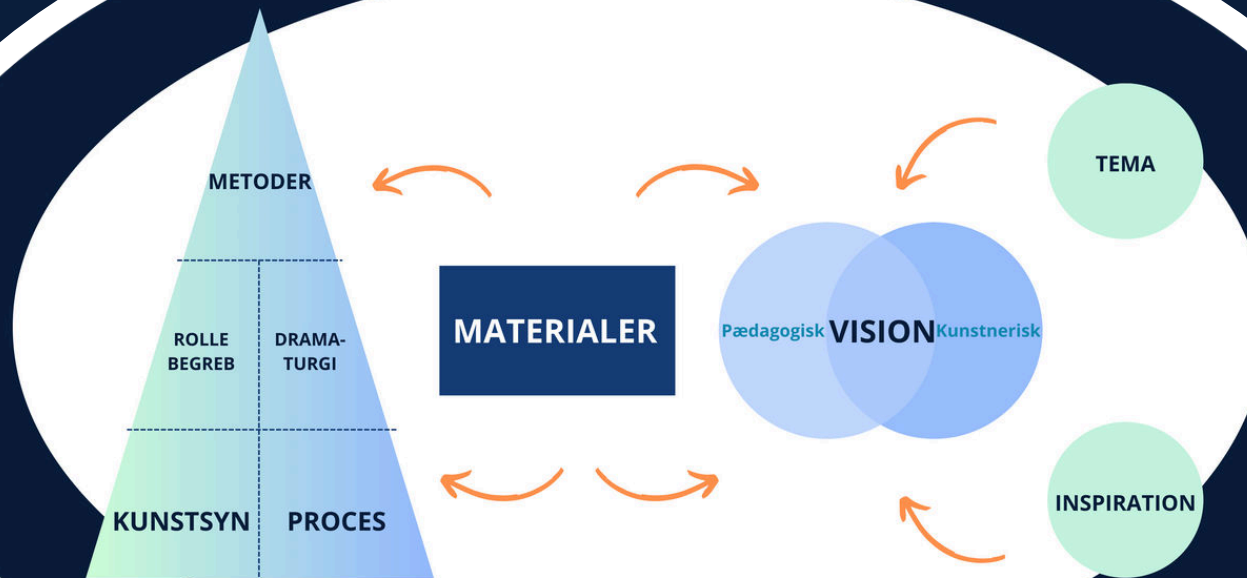 METODER
ROLLE
BEGREB
DRAMA-
TURGI
KUNSTSYN
PROCES
MATERIALER
Pædagogisk
VISION
Kunstnerisk
TEMA
INSPIRATION